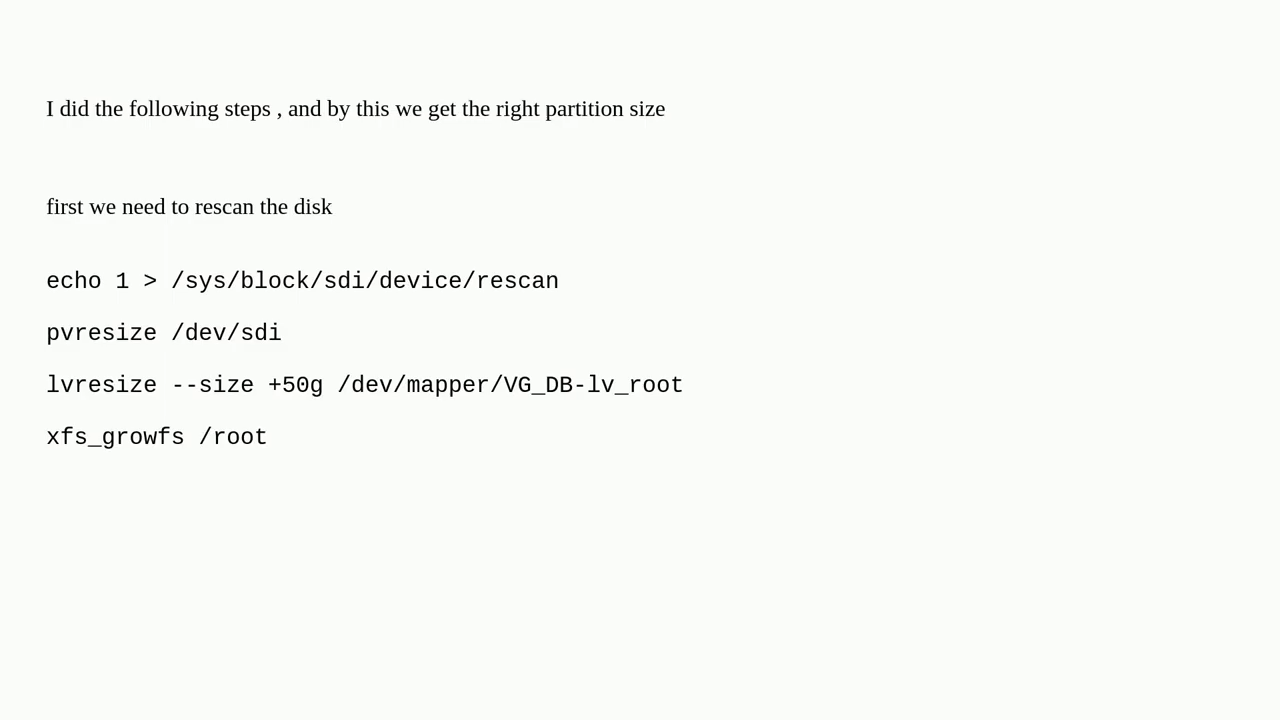 I did the following steps , and by this we get the right partition size
first we need to rescan the disk
echo 1 > /sys/block/sdi/device/rescan
pvresize /dev/sdi
lvresize --size +50g /dev/mapper/VG_DB-lv_root
xfs_growfs /root